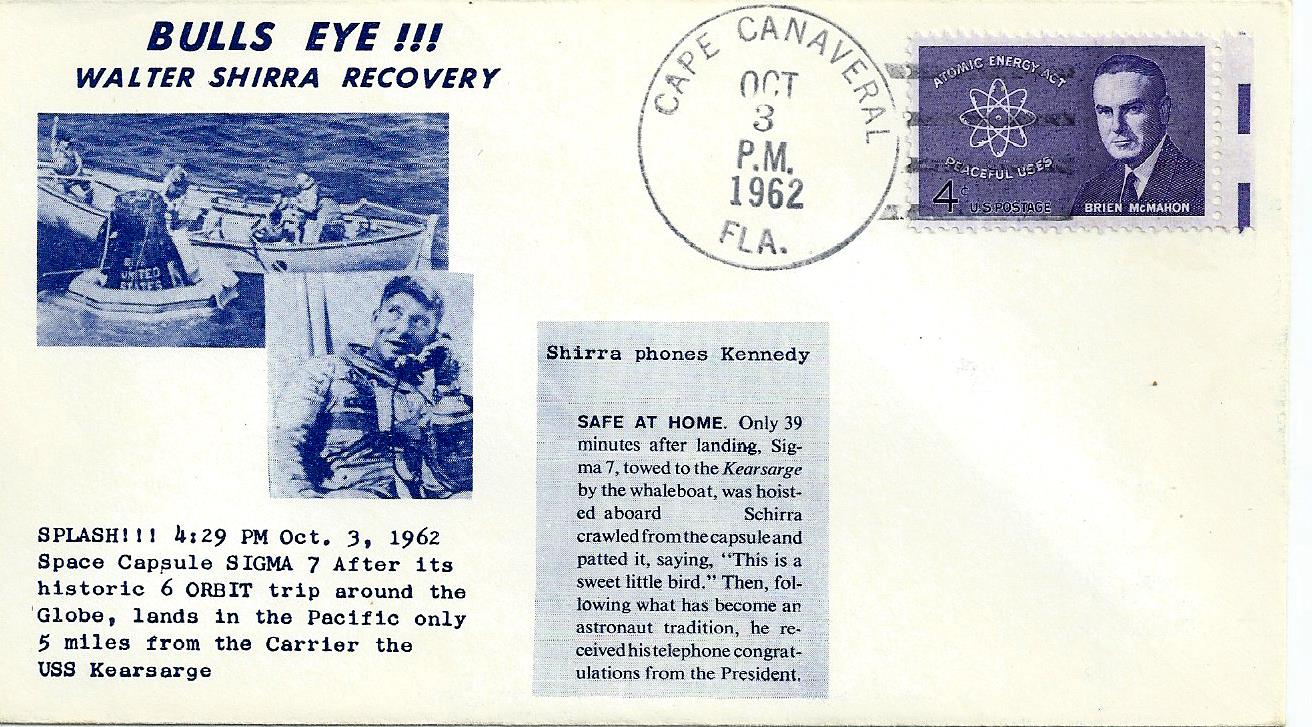 BULLS EYE !!!
WALTER SHIRRA RECOVERY
CAPE CANAVERAL
OCT
3
P.M.
1962
FLA.
ATOMIC ENERGY ACT
PEACEFUL USES
4c U.S. POSTAGE
BRIEN McMAHON
UNITED
STATES
Shirra phones Kennedy
SAFE AT HOME. Only 39
minutes after landing, Sig-
ma 7, towed to the Kearsarge
by the whaleboat, was hoist-
ed aboard Schirra
crawled from the capsule and
patted it, saying, “This is a
sweet little bird.” Then, fol-
lowing what has become an
astronaut tradition, he re-
ceived his telephone congrat-
ulations from the President.
SPLASH!!! 4:29 PM Oct. 3, 1962
Space Capsule SIGMA 7 After its
historic 6 ORBIT trip around the
Globe, lands in the Pacific only
5 miles from the Carrier the
USS Kearsarge